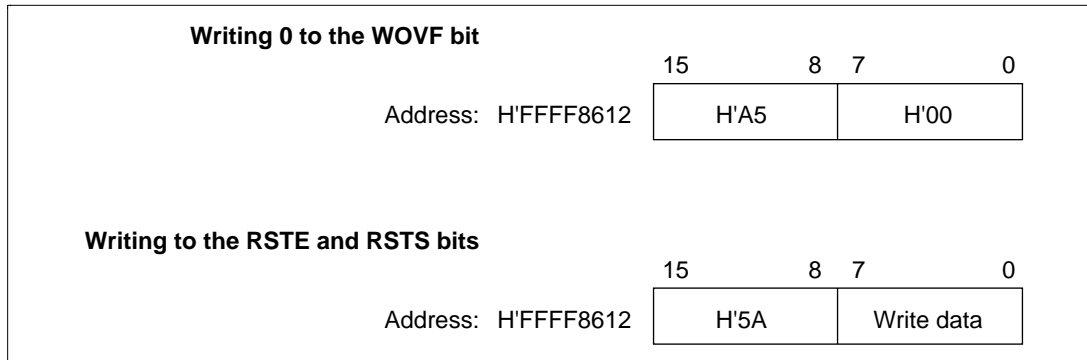 Writing 0 to the WOVF bit
15 8 7 0
Address: H'FFFF8612 H'A5 H'00
Writing to the RSTE and RSTS bits
15 8 7 0
Address: H'FFFF8612 H'5A Write data